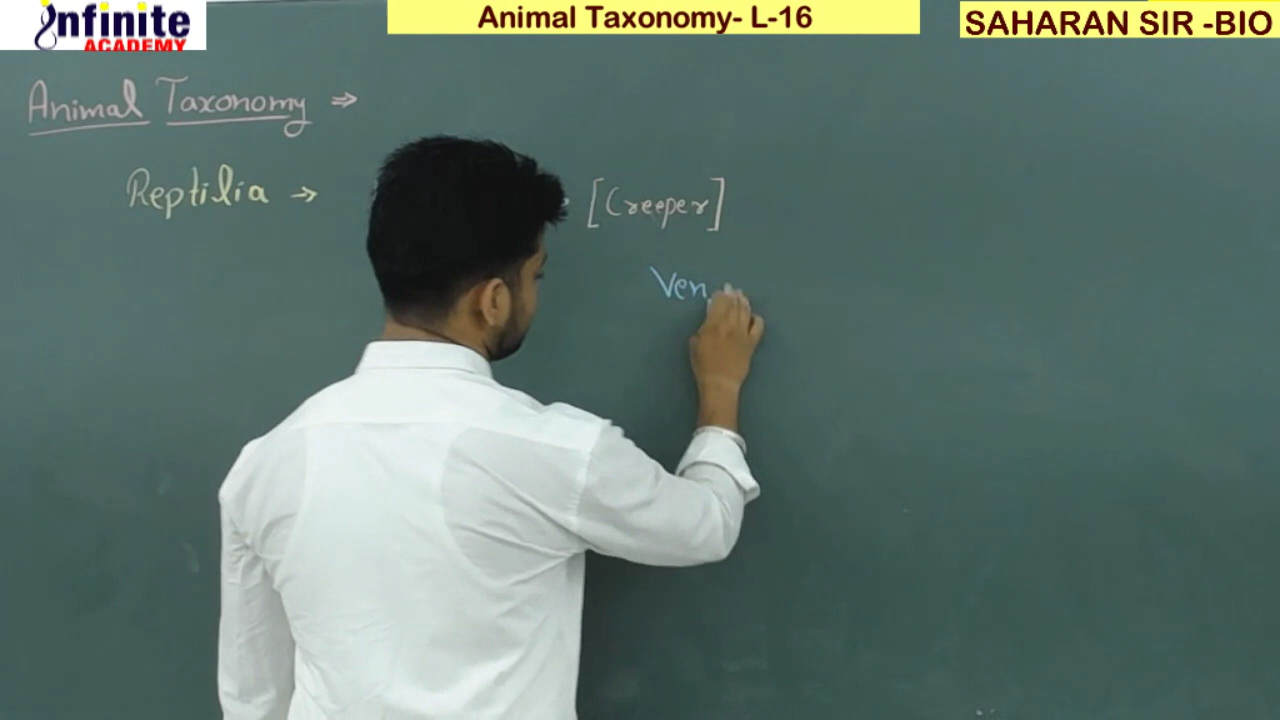 infinite
ACADEMY
Animal Taxonomy- L-16
SAHARAN SIR -BIO
Animal Taxonomy ⇒
Reptilia → [Creeper]
Ven